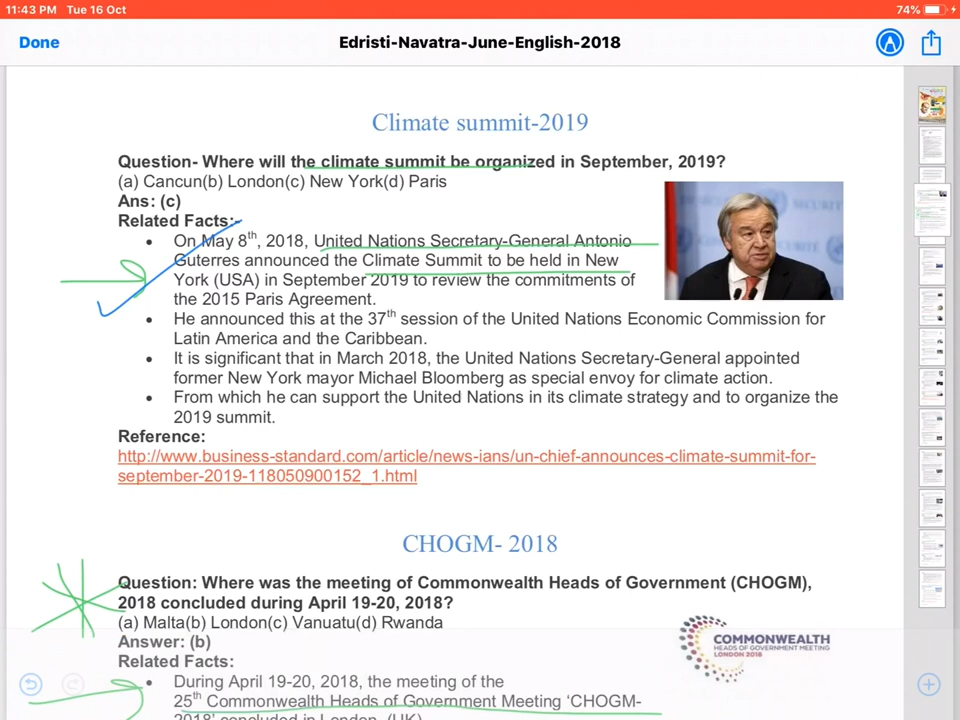 11:43 PM Tue 16 Oct
74%
Done
Edristi-Navatra-June-English-2018
Climate summit-2019
Question- Where will the climate summit be organized in September, 2019?
(a) Cancun(b) London(c) New York(d) Paris
Ans: (c)
Related Facts:-
• On May 8th, 2018, United Nations Secretary-General Antonio
Guterres announced the Climate Summit to be held in New
York (USA) in September 2019 to review the commitments of
the 2015 Paris Agreement.
• He announced this at the 37th session of the United Nations Economic Commission for
Latin America and the Caribbean.
• It is significant that in March 2018, the United Nations Secretary-General appointed
former New York mayor Michael Bloomberg as special envoy for climate action.
• From which he can support the United Nations in its climate strategy and to organize the
2019 summit.
Reference:
http://www.business-standard.com/article/news-ians/un-chief-announces-climate-summit-for-
september-2019-118050900152_1.html
CHOGM- 2018
Question: Where was the meeting of Commonwealth Heads of Government (CHOGM),
2018 concluded during April 19-20, 2018?
(a) Malta(b) London(c) Vanuatu(d) Rwanda
Answer: (b)
Related Facts:
COMMONWEALTH
HEADS OF GOVERNMENT MEETING
LONDON 2018
• During April 19-20, 2018, the meeting of the
25th Commonwealth Heads of Government Meeting 'CHOGM-
2018' concluded in London, (UK)